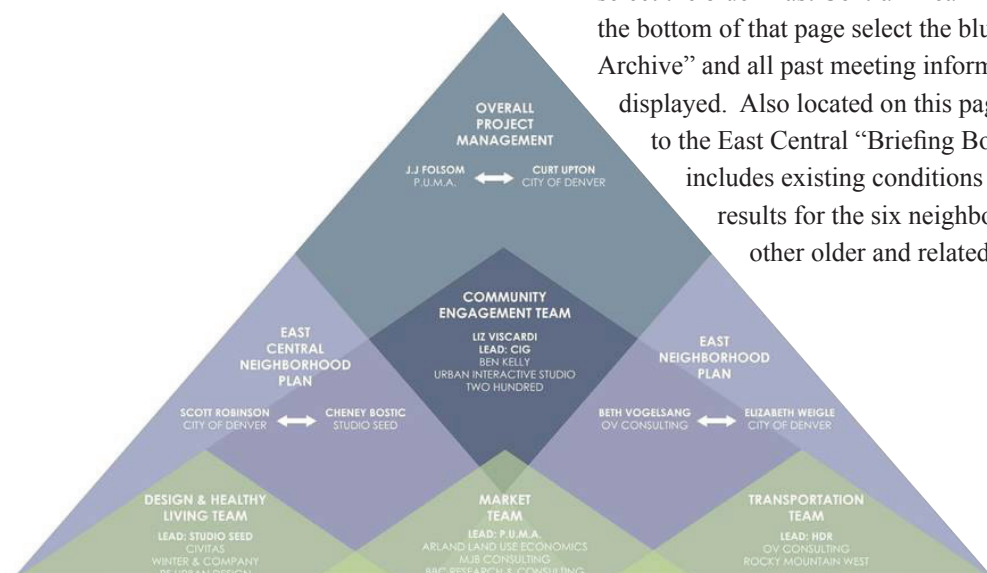 the bottom of that page select the blu
Archive” and all past meeting inform
displayed.  Also located on this pag
to the East Central “Briefing Bo
includes existing conditions
results for the six neighbo
other older and related
OVERALL
PROJECT
MANAGEMENT
J.J FOLSOM
P.U.M.A.
CURT UPTON
CITY OF DENVER
COMMUNITY
ENGAGEMENT TEAM
LIZ VISCARDI
LEAD: CIG
BEN KELLY
URBAN INTERACTIVE STUDIO
TWO HUNDRED
EAST
CENTRAL
NEIGHBORHOOD
PLAN
SCOTT ROBINSON
CITY OF DENVER
CHENEY BOSTIC
STUDIO SEED
EAST
NEIGHBORHOOD
PLAN
BETH VOGELSANG
OV CONSULTING
ELIZABETH WEIGLE
CITY OF DENVER
DESIGN & HEALTHY
LIVING TEAM
LEAD: STUDIO SEED
CIVITAS
WINTER & COMPANY
MARKET
TEAM
LEAD: P.U.M.A.
ARLAND LAND USE ECONOMICS
MJB CONSULTING
BBC RESEARCH & CONSULTING
TRANSPORTATION
TEAM
LEAD: HDR
OV CONSULTING
ROCKY MOUNTAIN WEST